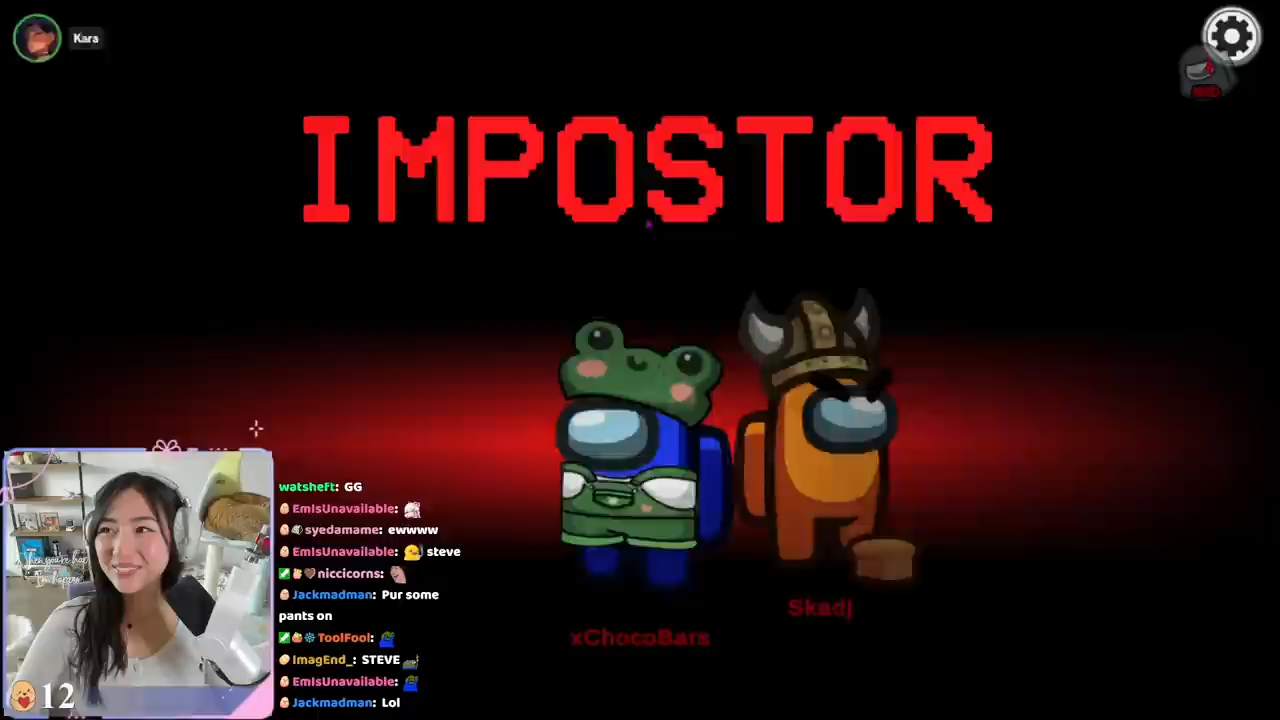 Kara
IMPOSTOR
Skadj
xChocoBars
watsheft: GG
EmIsUnavailable:
syedamame: ewwww
EmIsUnavailable: steve
niccicorns:
Jackmadman: Pur some
pants on
ToolFool:
ImagEnd_: STEVE
EmIsUnavailable:
Jackmadman: Lol
I'm happy
12